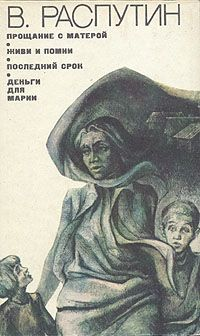 В. РАСПУТИН
ПРОЩАНИЕ С МАТЕРОЙ
ЖИВИ И ПОМНИ
ПОСЛЕДНИЙ СРОК
ДЕНЬГИ
ДЛЯ
МАРИИ